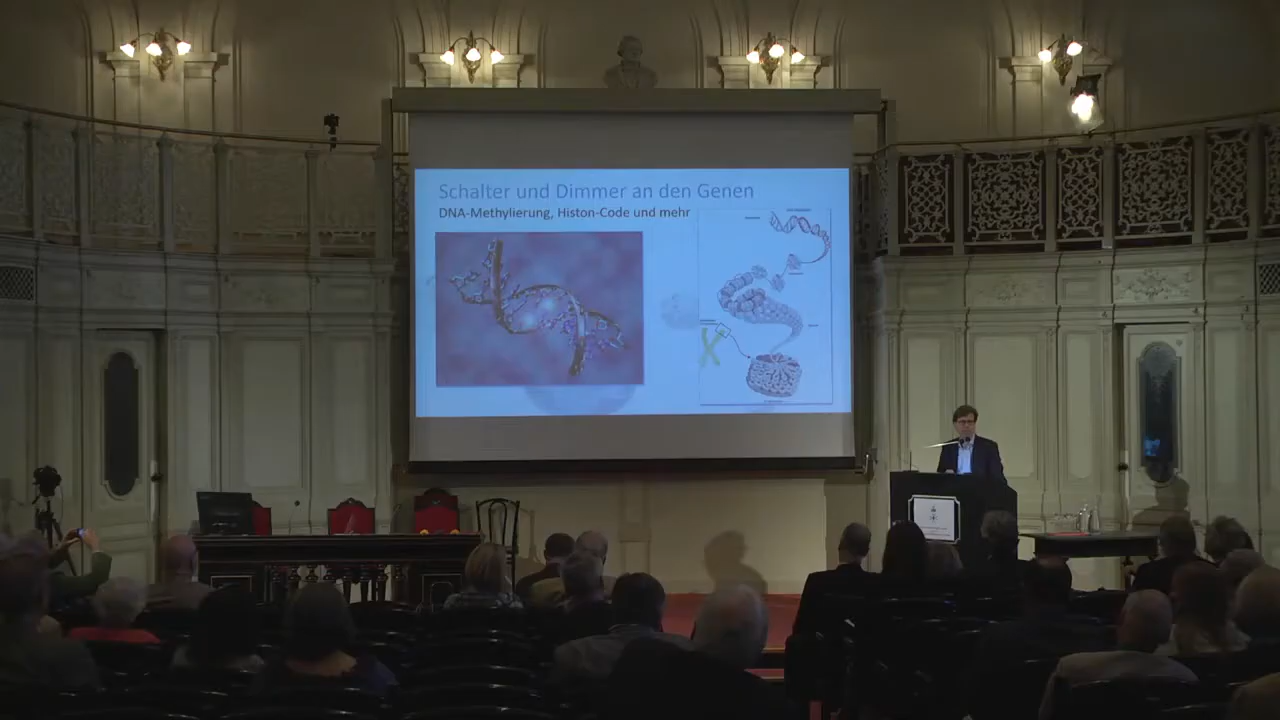 Schalter und Dimmer an den Genen
DNA-Methylierung, Histon-Code und mehr